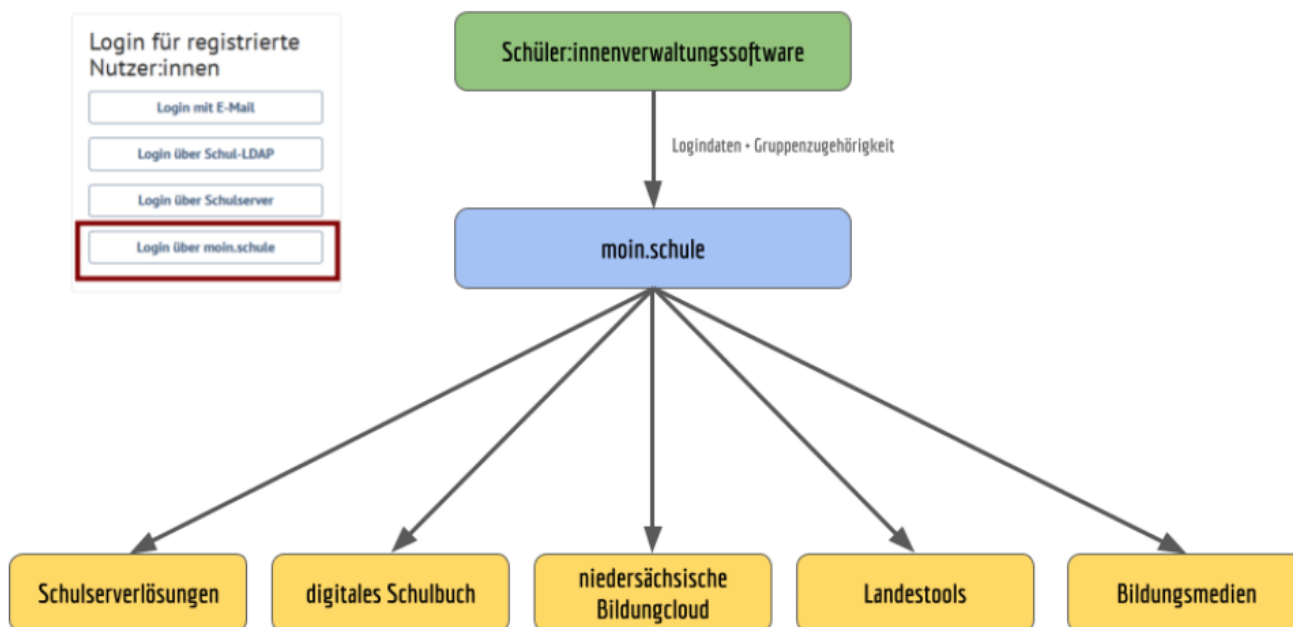 Login für registrierte
Nutzer:innen
Login mit E-Mail
Login über Schul-LDAP
Login über Schulserver
Login über moin.schule
Schüler:innenverwaltungssoftware
Logindaten + Gruppenzugehörigkeit
moin.schule
Schulserverlösungen
digitales Schulbuch
niedersächsische
Bildungcloud
Landestools
Bildungsmedien